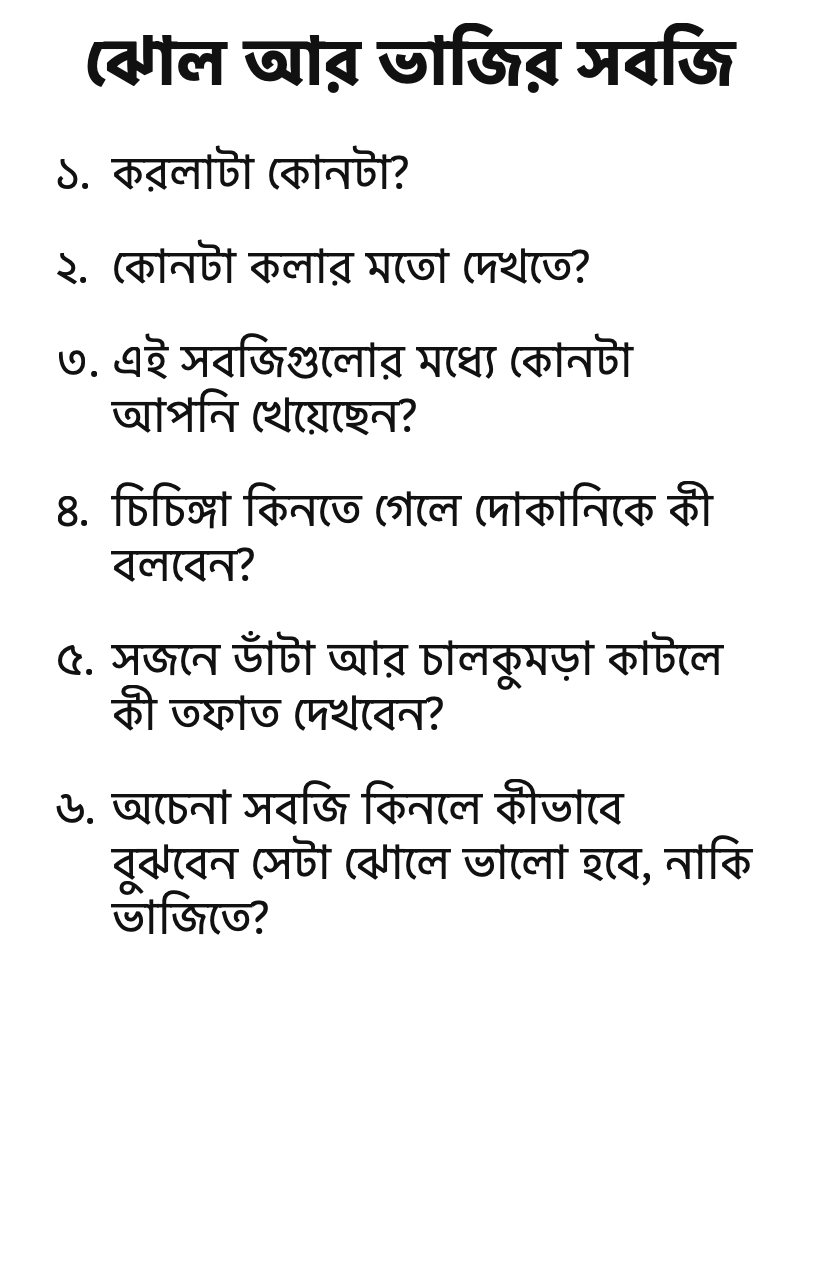 ঝোল আর ভাজির সবজি
১. করলাটা কোনটা?
২. কোনটা কলার মতো দেখতে?
৩. এই সবজিগুলোর মধ্যে কোনটা
আপনি খেয়েছেন?
৪. চিচিঙ্গা কিনতে গেলে দোকানিকে কী
বলবেন?
৫. সজনে ডাঁটা আর চালকুমড়া কাটলে
কী তফাত দেখবেন?
৬. অচেনা সবজি কিনলে কীভাবে
বুঝবেন সেটা ঝোলে ভালো হবে, নাকি
ভাজিতে?